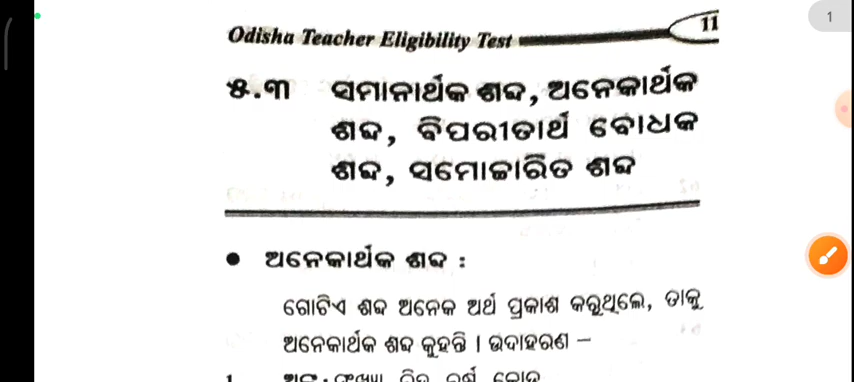 1
Odisha Teacher Eligibility Test
11
୫.୩ ସମାନାର୍ଥକ ଶବ୍ଦ, ଅନେକାର୍ଥକ
ଶବ୍ଦ, ବିପରୀତାର୍ଥ ବୋଧକ
ଶବ୍ଦ, ସମୋଚ୍ଚାରିତ ଶବ୍ଦ
• ଅନେକାର୍ଥକ ଶବ୍ଦ :
ଗୋଟିଏ ଶବ୍ଦ ଅନେକ ଅର୍ଥ ପ୍ରକାଶ କରୁଥିଲେ, ତାକୁ
ଅନେକାର୍ଥକ ଶବ୍ଦ କୁହନ୍ତି । ଉଦାହରଣ –